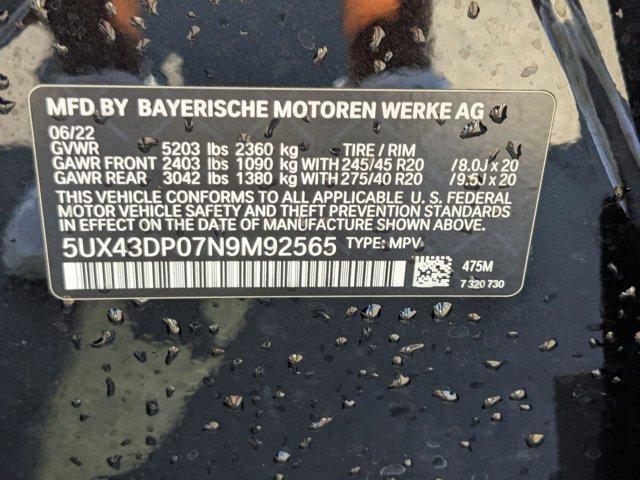 MFD BY BAYERISCHE MOTOREN WERKE AG
06/22
GVWR 5203 lbs 2360 kg TIRE / RIM
GAWR FRONT 2403 lbs 1090 kg WITH 245/45 R20 /8.0J x 20
GAWR REAR 3042 lbs 1380 kg WITH 275/40 R20 /9.5J x 20
THIS VEHICLE CONFORMS TO ALL APPLICABLE U. S. FEDERAL
MOTOR VEHICLE SAFETY AND THEFT PREVENTION STANDARDS
IN EFFECT ON THE DATE OF MANUFACTURE SHOWN ABOVE.
5UX43DP07N9M92565 TYPE: MPV
475M
7 320 730